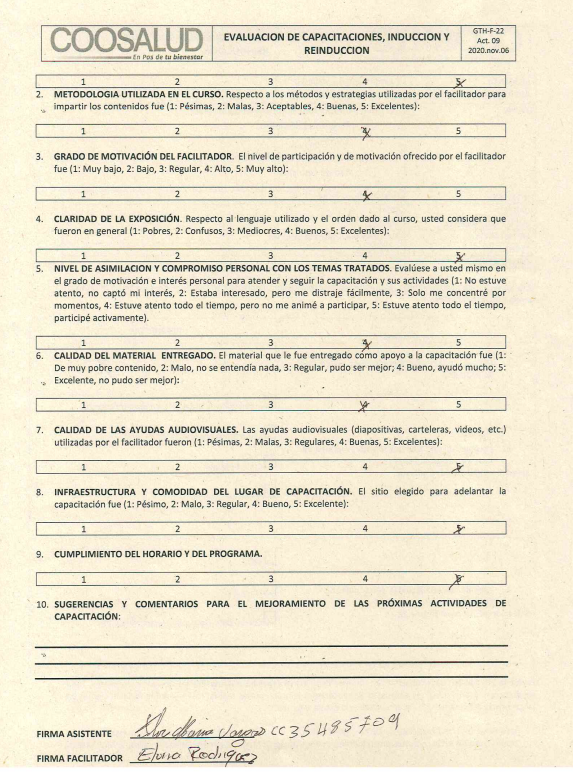 COOSALUD
En Pos de tu bienestar
EVALUACION DE CAPACITACIONES, INDUCCION Y
REINDUCCION
GTH-F-22
Act. 09
2020.nov.06
1 2 3 4 5
2. METODOLOGIA UTILIZADA EN EL CURSO. Respecto a los métodos y estrategias utilizadas por el facilitador para
impartir los contenidos fue (1: Pésimas, 2: Malas, 3: Aceptables, 4: Buenas, 5: Excelentes):
1 2 3 4 5
3. GRADO DE MOTIVACIÓN DEL FACILITADOR. El nivel de participación y de motivación ofrecido por el facilitador
fue (1: Muy bajo, 2: Bajo, 3: Regular, 4: Alto, 5: Muy alto):
1 2 3 4 5
4. CLARIDAD DE LA EXPOSICIÓN. Respecto al lenguaje utilizado y el orden dado al curso, usted considera que
fueron en general (1: Pobres, 2: Confusos, 3: Mediocres, 4: Buenos, 5: Excelentes):
1 2 3 4 5
5. NIVEL DE ASIMILACION Y COMPROMISO PERSONAL CON LOS TEMAS TRATADOS. Evalúese a usted mismo en
el grado de motivación e interés personal para atender y seguir la capacitación y sus actividades (1: No estuve
atento, no captó mi interés, 2: Estaba interesado, pero me distraje fácilmente, 3: Solo me concentré por
momentos, 4: Estuve atento todo el tiempo, pero no me animé a participar, 5: Estuve atento todo el tiempo,
participé activamente).
1 2 3 4 5
6. CALIDAD DEL MATERIAL ENTREGADO. El material que le fue entregado como apoyo a la capacitación fue (1:
De muy pobre contenido, 2: Malo, no se entendía nada, 3: Regular, pudo ser mejor; 4: Bueno, ayudó mucho; 5:
Excelente, no pudo ser mejor):
1 2 3 4 5
7. CALIDAD DE LAS AYUDAS AUDIOVISUALES. Las ayudas audiovisuales (diapositivas, carteleras, videos, etc.)
utilizadas por el facilitador fueron (1: Pésimas, 2: Malas, 3: Regulares, 4: Buenas, 5: Excelentes):
1 2 3 4 5
8. INFRAESTRUCTURA Y COMODIDAD DEL LUGAR DE CAPACITACIÓN. El sitio elegido para adelantar la
capacitación fue (1: Pésimo, 2: Malo, 3: Regular, 4: Bueno, 5: Excelente):
1 2 3 4 5
9. CUMPLIMIENTO DEL HORARIO Y DEL PROGRAMA.
1 2 3 4 5
10. SUGERENCIAS Y COMENTARIOS PARA EL MEJORAMIENTO DE LAS PRÓXIMAS ACTIVIDADES DE
CAPACITACIÓN:
FIRMA ASISTENTE Vargas CC 35485709
FIRMA FACILITADOR Elvira Rodriguez